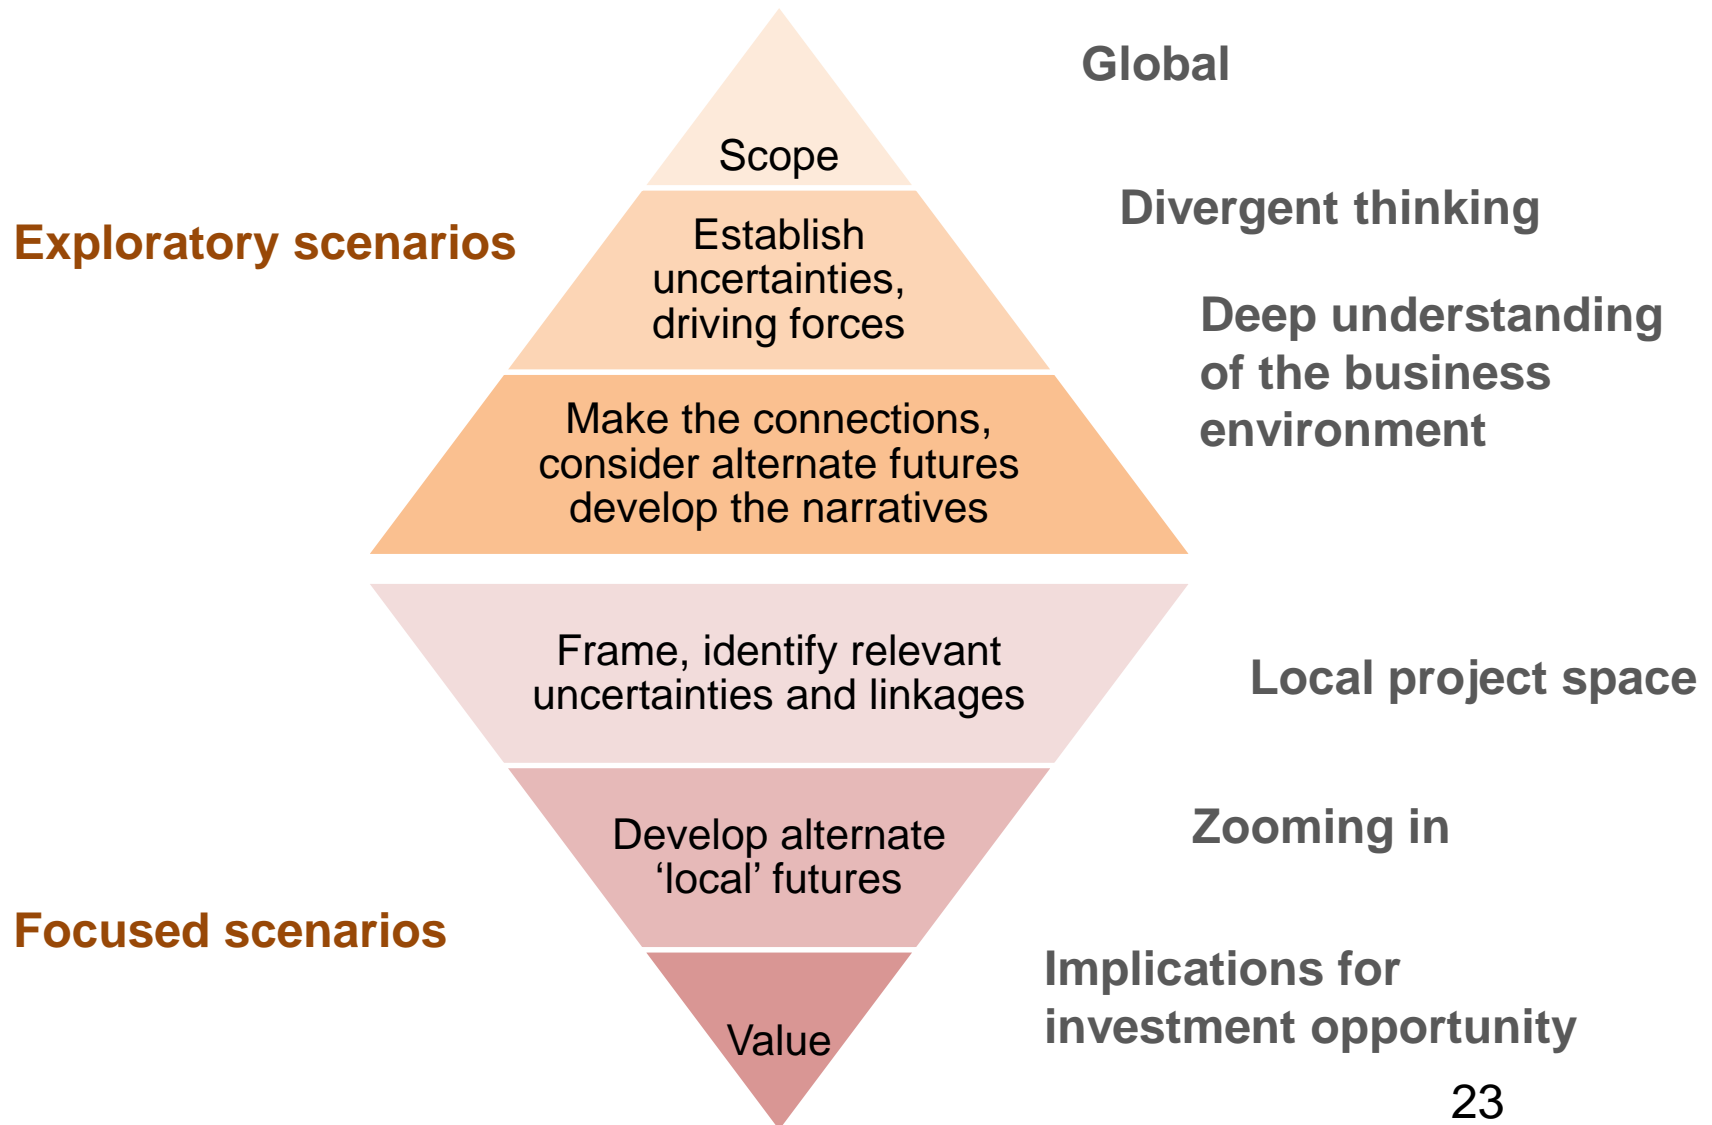 Global
Scope
Divergent thinking
Exploratory scenarios
Establish
uncertainties,
driving forces
Deep understanding
of the business
environment
Make the connections,
consider alternate futures
develop the narratives
Frame, identify relevant
uncertainties and linkages
Local project space
Develop alternate
‘local’ futures
Zooming in
Focused scenarios
Implications for
investment opportunity
Value
23